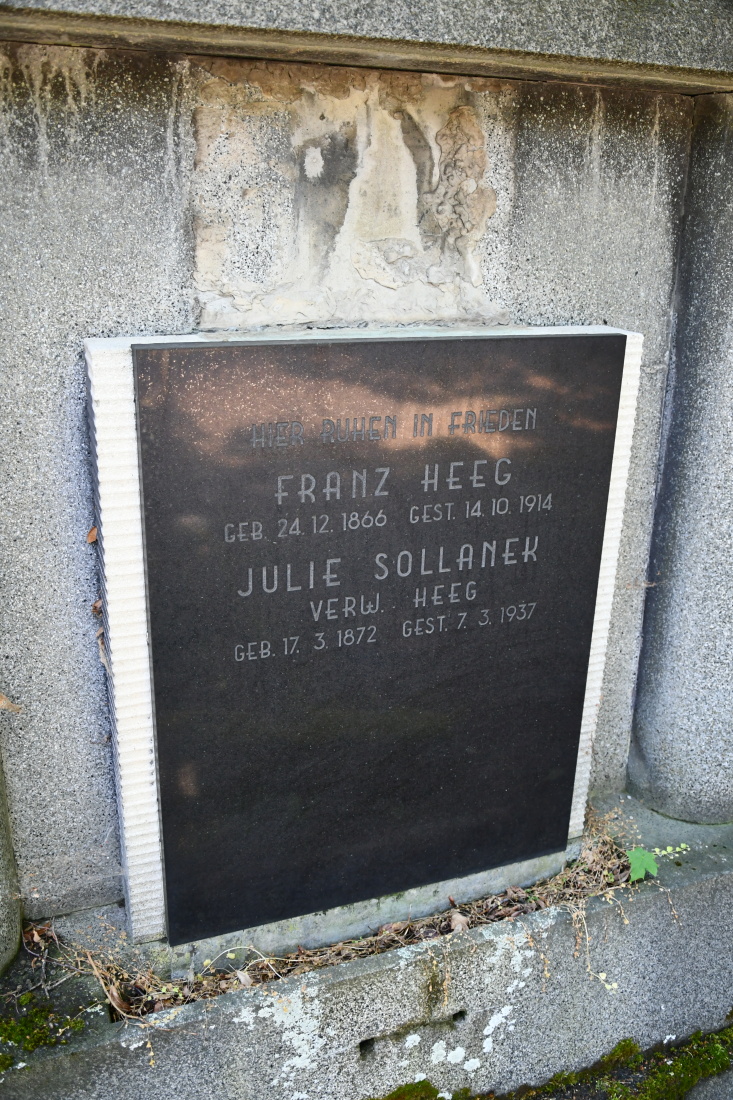 HIER RUHEN IN FRIEDEN
FRANZ HEEG
GEB. 24. 12. 1866 GEST. 14. 10. 1914
JULIE SOLLANEK
VERW. HEEG
GEB. 17. 3. 1872 GEST. 7. 3. 1937